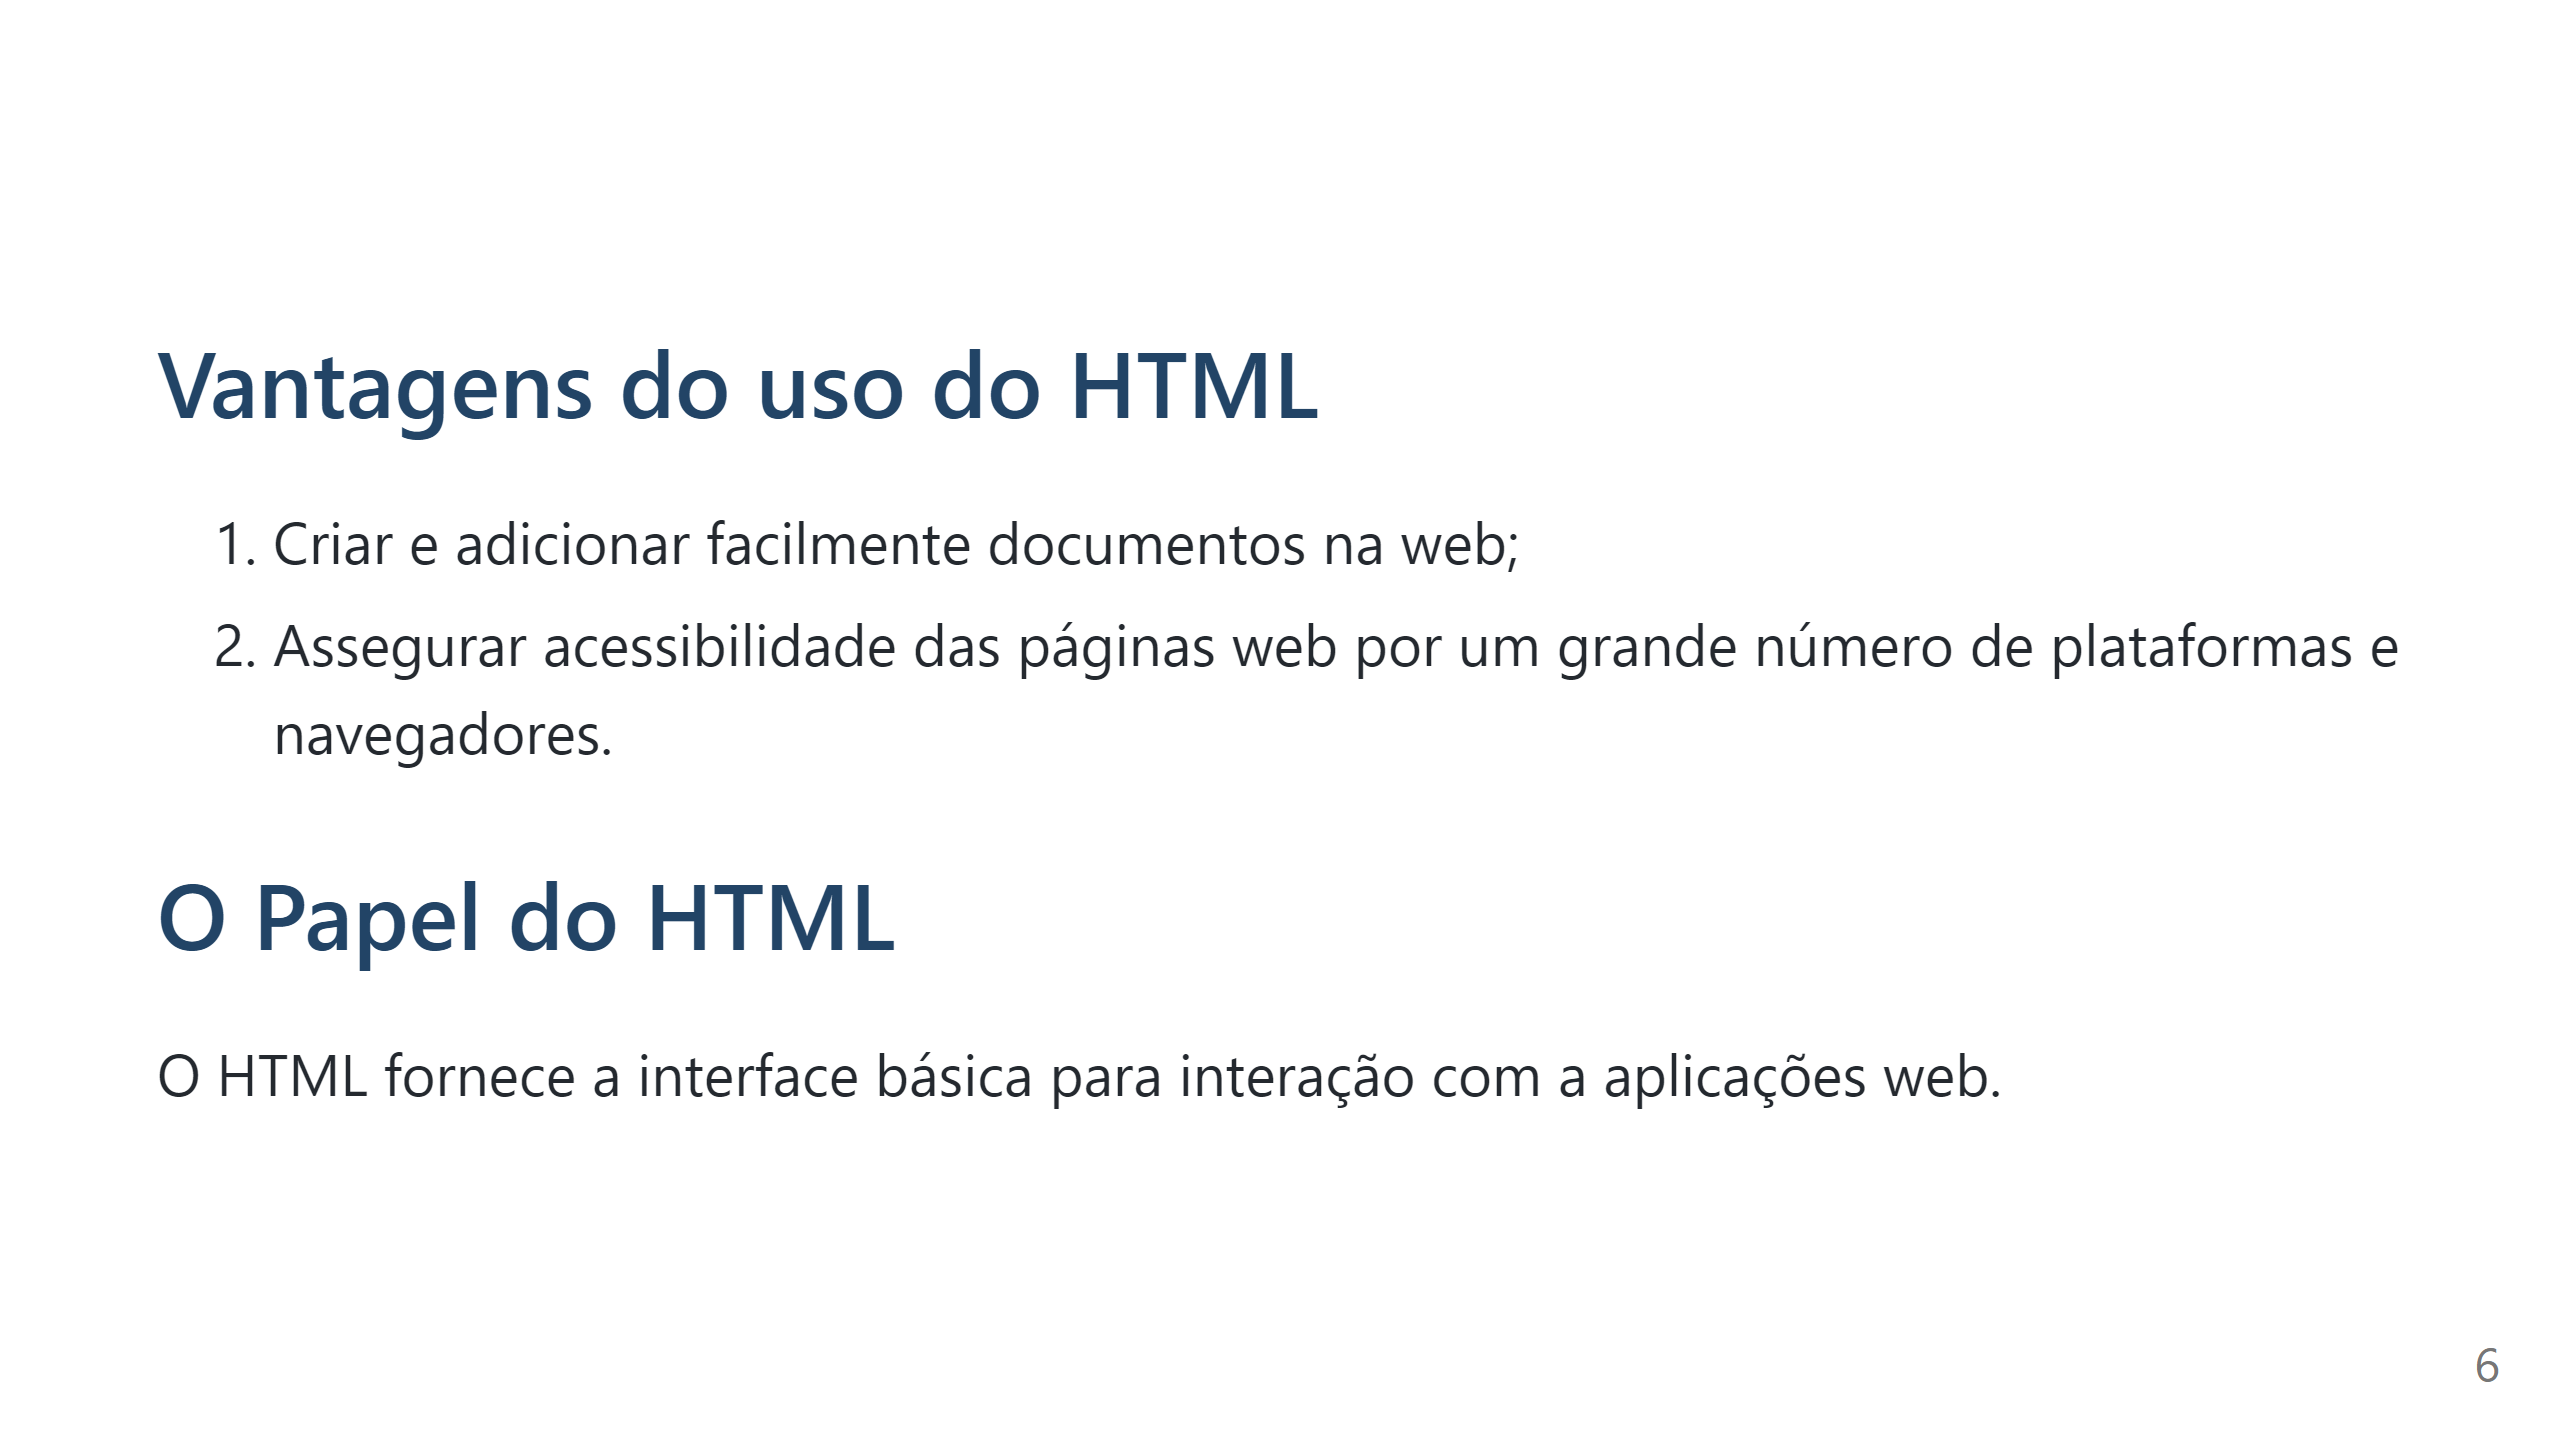 Vantagens do uso do HTML
1. Criar e adicionar facilmente documentos na web;
2. Assegurar acessibilidade das páginas web por um grande número de plataformas e
navegadores.
O Papel do HTML
O HTML fornece a interface básica para interação com a aplicações web.
6